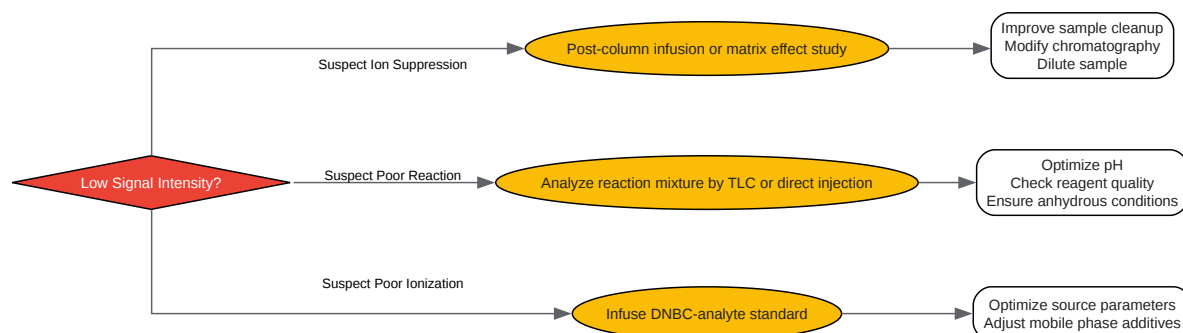 Suspect Ion Suppression
Post-column infusion or matrix effect study
Improve sample cleanup
Modify chromatography
Dilute sample
Low Signal Intensity?
Suspect Poor Reaction
Analyze reaction mixture by TLC or direct injection
Optimize pH
Check reagent quality
Ensure anhydrous conditions
Suspect Poor Ionization
Infuse DNBC-analyte standard
Optimize source parameters
Adjust mobile phase additives